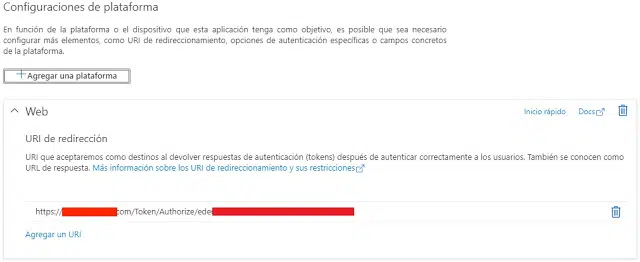 Configuraciones de plataforma
En función de la plataforma o el dispositivo que esta aplicación tenga como objetivo, es posible que sea necesario
configurar más elementos, como URI de redireccionamiento, opciones de autenticación específicas o campos concretos
de la plataforma.
Agregar una plataforma
Web
Inicio rápido
Docs
URI de redirección
URI que aceptaremos como destinos al devolver respuestas de autenticación (tokens) después de autenticar correctamente a los usuarios. También se conocen como
URL de respuesta. Más información sobre los URI de redireccionamiento y sus restricciones
https:// com/Token/Authorize/ede
Agregar un URI